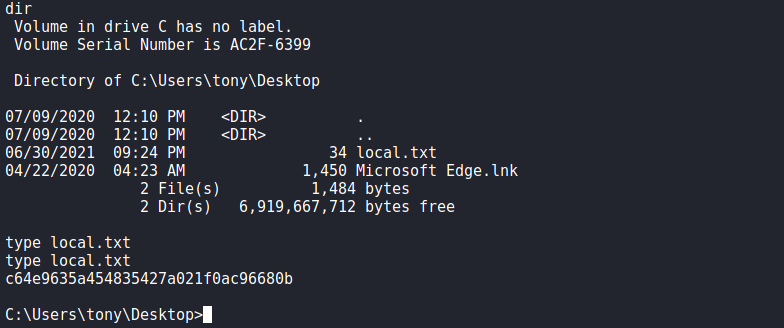 dir
 Volume in drive C has no label.
 Volume Serial Number is AC2F-6399

 Directory of C:\Users\tony\Desktop

07/09/2020  12:10 PM    <DIR>          .
07/09/2020  12:10 PM    <DIR>          ..
06/30/2021  09:24 PM                34 local.txt
04/22/2020  04:23 AM             1,450 Microsoft Edge.lnk
               2 File(s)          1,484 bytes
               2 Dir(s)   6,919,667,712 bytes free

type local.txt
type local.txt
c64e9635a454835427a021f0ac96680b

C:\Users\tony\Desktop>